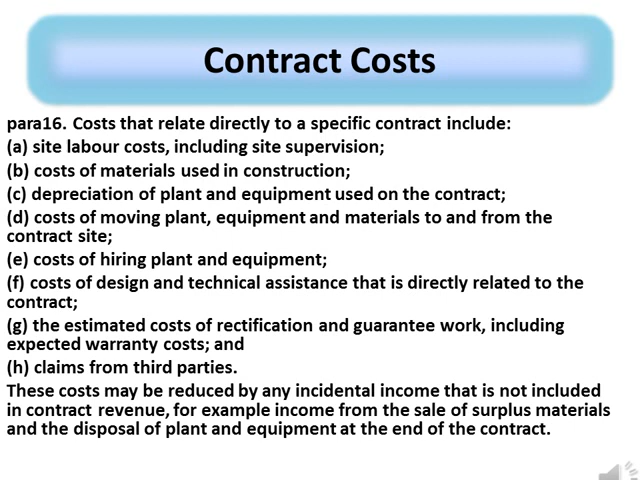 Contract Costs
para16. Costs that relate directly to a specific contract include:
(a) site labour costs, including site supervision;
(b) costs of materials used in construction;
(c) depreciation of plant and equipment used on the contract;
(d) costs of moving plant, equipment and materials to and from the
contract site;
(e) costs of hiring plant and equipment;
(f) costs of design and technical assistance that is directly related to the
contract;
(g) the estimated costs of rectification and guarantee work, including
expected warranty costs; and
(h) claims from third parties.
These costs may be reduced by any incidental income that is not included
in contract revenue, for example income from the sale of surplus materials
and the disposal of plant and equipment at the end of the contract.